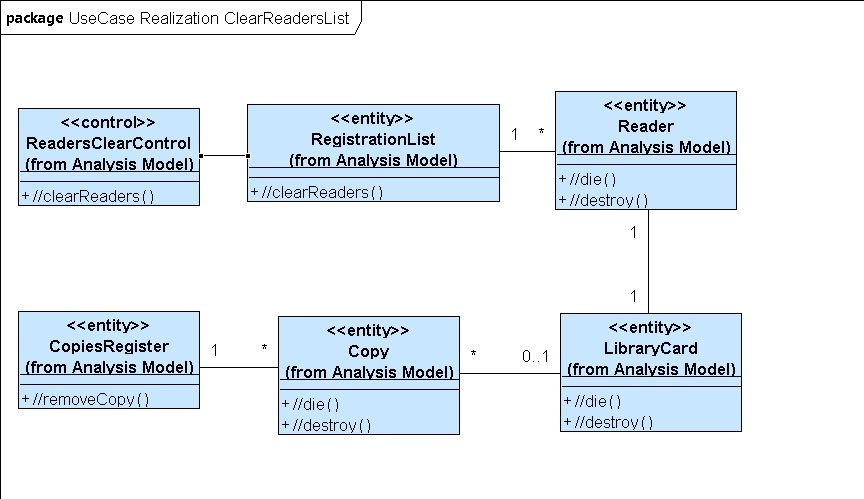 package UseCase Realization ClearReadersList
<<control>>
ReadersClearControl
(from Analysis Model)
+//clearReaders()
<<entity>>
RegistrationList
(from Analysis Model)
+//clearReaders()
1 *
<<entity>>
Reader
(from Analysis Model)
+//die()
+//destroy()
1
1
<<entity>>
CopiesRegister
(from Analysis Model)
+//removeCopy()
1 *
<<entity>>
Copy
(from Analysis Model)
+//die()
+//destroy()
* 0..1
<<entity>>
LibraryCard
(from Analysis Model)
+//die()
+//destroy()